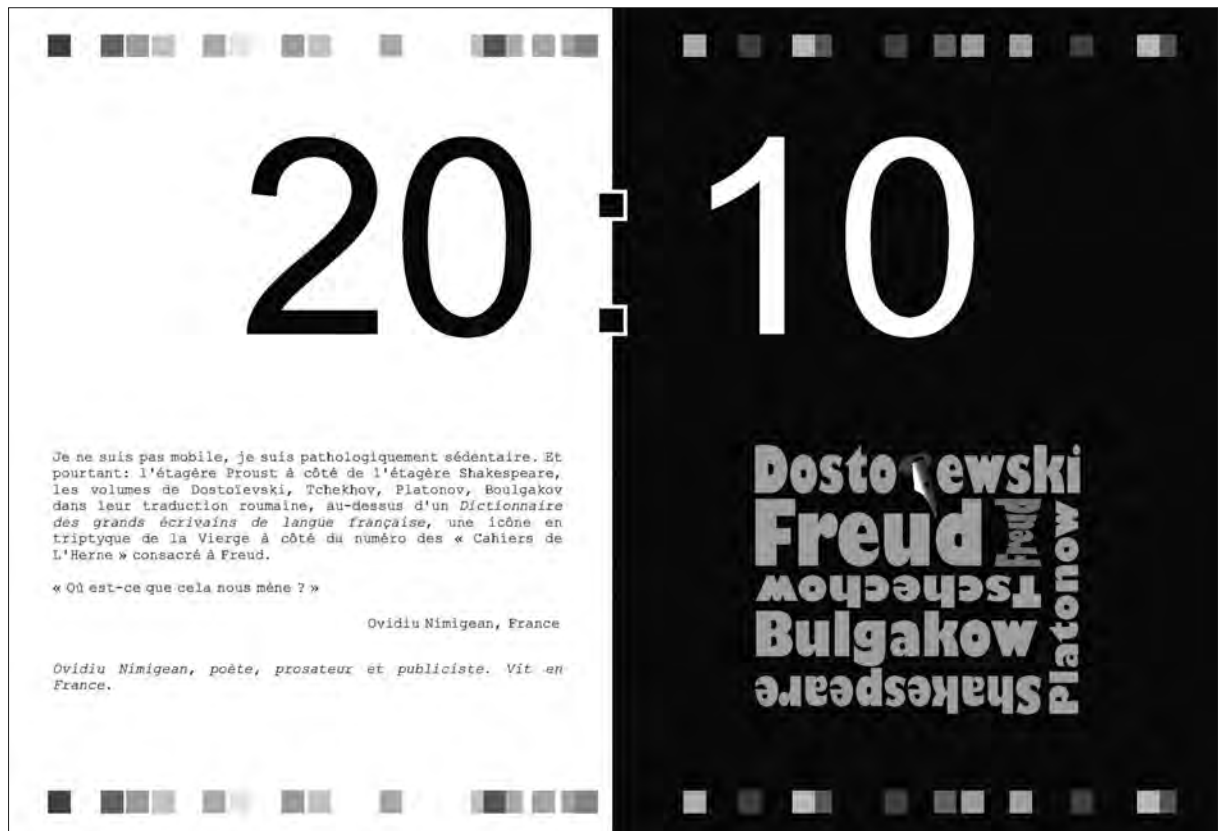 20:10
Je ne suis pas mobile, je suis pathologiquement sédentaire. Et
pourtant: l'étagère Proust à côté de l'étagère Shakespeare,
les volumes de Dostoïevski, Tchekhov, Platonov, Boulgakov
dans leur traduction roumaine, au-dessus d'un Dictionnaire
des grands écrivains de langue française, une icône en
triptyque de la Vierge à côté du numéro des « Cahiers de
L'Herne » consacré à Freud.
« Où est-ce que cela nous mène ? »
Ovidiu Nimigean, France
Ovidiu Nimigean, poète, prosateur et publiciste. Vit en
France.
Dostojewski
Freud
Freud
Tschechow
Bulgakow
Shakespeare
Platonow